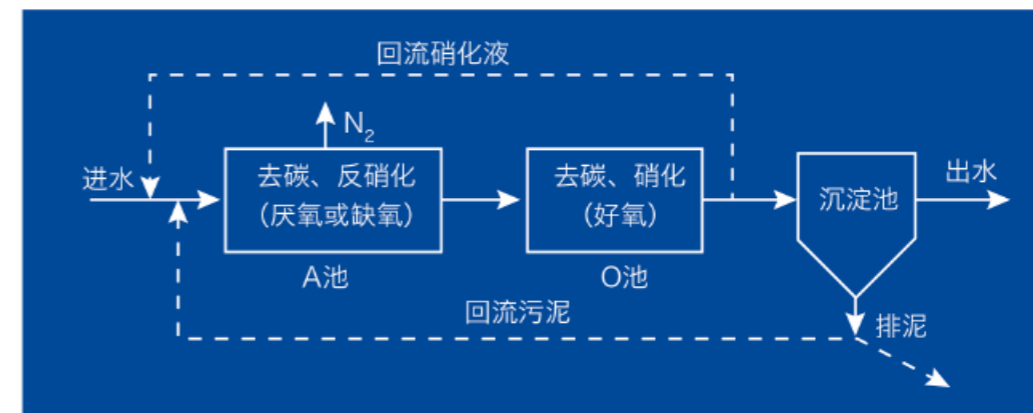 回流硝化液
N₂
进水
去碳、反硝化
（厌氧或缺氧）
A池
去碳、硝化
（好氧）
O池
沉淀池
出水
回流污泥
排泥